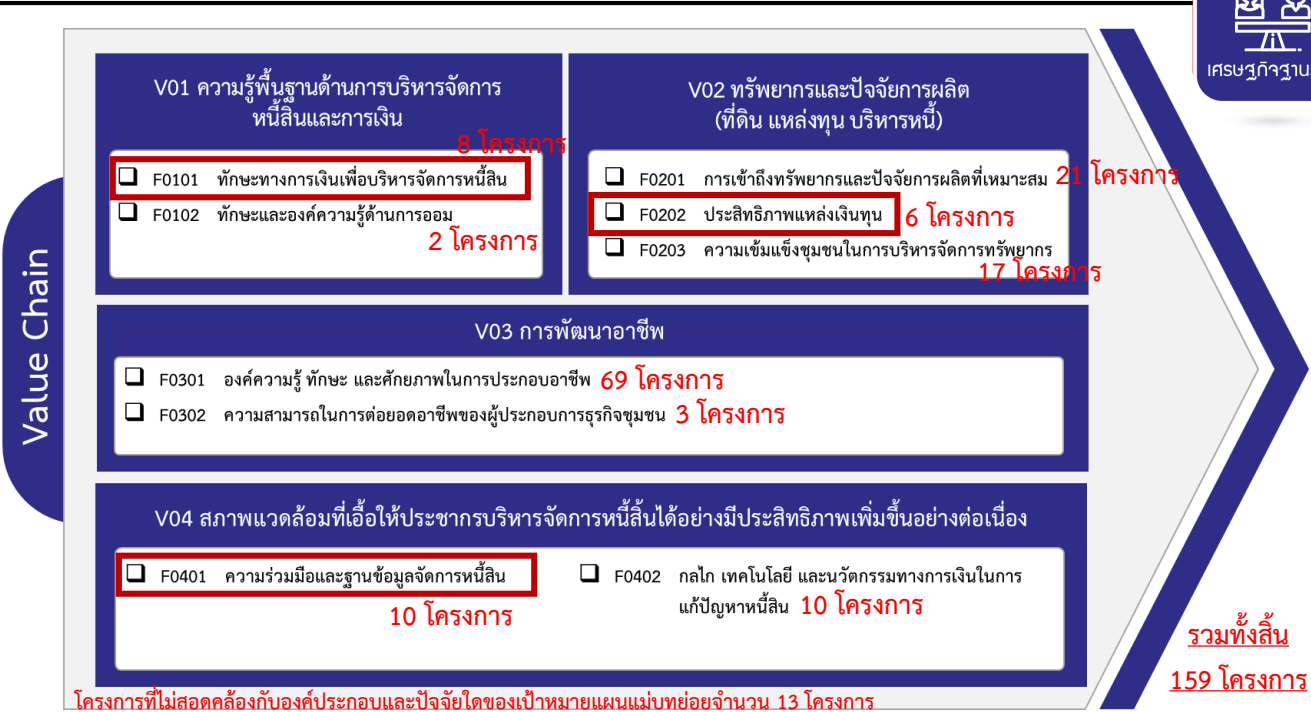 เศรษฐกิจฐาน
V01 ความรู้พื้นฐานด้านการบริหารจัดการ
หนี้สินและการเงิน
8 โครงการ
F0101 ทักษะทางการเงินเพื่อบริหารจัดการหนี้สิน
F0102 ทักษะและองค์ความรู้ด้านการออม
2 โครงการ
V02 ทรัพยากรและปัจจัยการผลิต
(ที่ดิน แหล่งทุน บริหารหนี้)
F0201 การเข้าถึงทรัพยากรและปัจจัยการผลิตที่เหมาะสม 21 โครงการ
F0202 ประสิทธิภาพแหล่งเงินทุน 6 โครงการ
F0203 ความเข้มแข็งชุมชนในการบริหารจัดการทรัพยากร
17 โครงการ
Value Chain
V03 การพัฒนาอาชีพ
F0301 องค์ความรู้ ทักษะ และศักยภาพในการประกอบอาชีพ 69 โครงการ
F0302 ความสามารถในการต่อยอดอาชีพของผู้ประกอบการธุรกิจชุมชน 3 โครงการ
V04 สภาพแวดล้อมที่เอื้อให้ประชากรบริหารจัดการหนี้สิ้นได้อย่างมีประสิทธิภาพเพิ่มขึ้นอย่างต่อเนื่อง
F0401 ความร่วมมือและฐานข้อมูลจัดการหนี้สิน
10 โครงการ
F0402 กลไก เทคโนโลยี และนวัตกรรมทางการเงินในการ
แก้ปัญหาหนี้สิน 10 โครงการ
รวมทั้งสิ้น
159 โครงการ
โครงการที่ไม่สอดคล้องกับองค์ประกอบและปัจจัยใดของเป้าหมายแผนแม่บทย่อยจำนวน 13 โครงการ